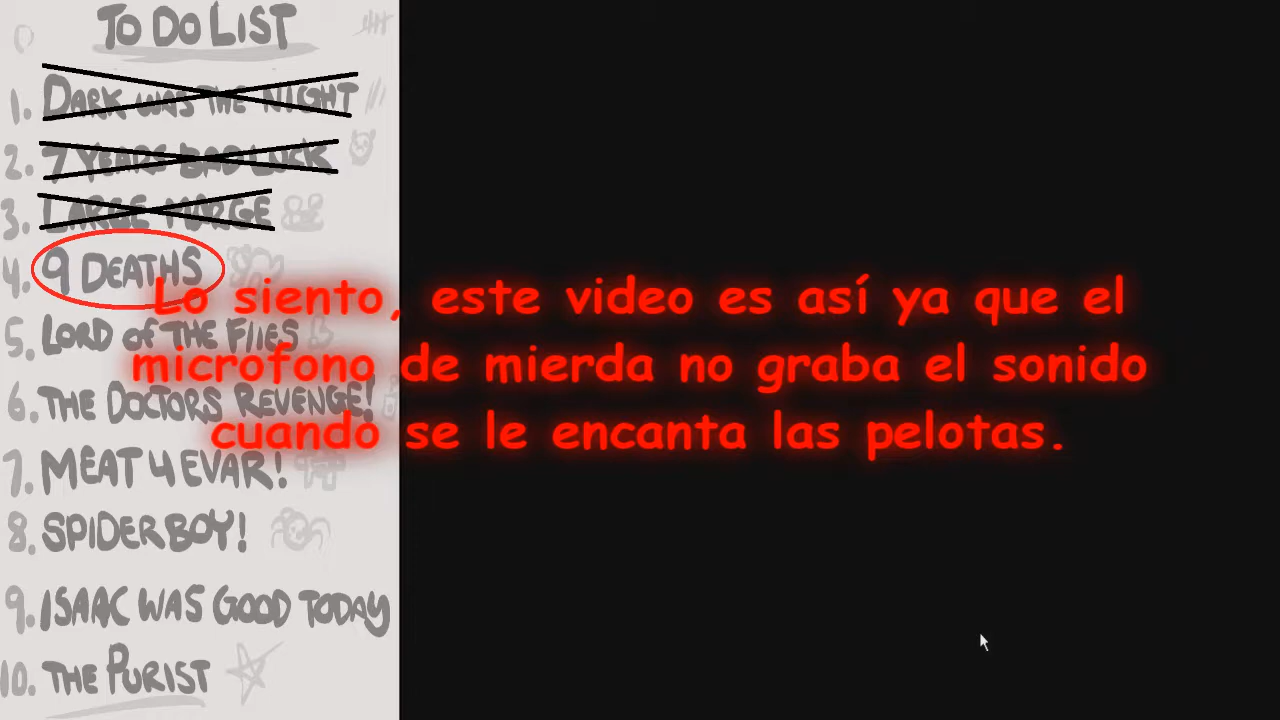 TO DO LIST
1. DARK WAS THE NIGHT
2. 7 YEARS BAD LUCK
3. LARGE MARGE
4. 9 DEATHS
5. LORD OF THE FlIES
6. THE DOCTORS REVENGE!
7. MEAT 4 EVAR!
8. SPIDER BOY!
9. ISAAC WAS GOOD TODAY
10. THE PURIST
Lo siento, este video es así ya que el
microfono de mierda no graba el sonido
cuando se le encanta las pelotas.